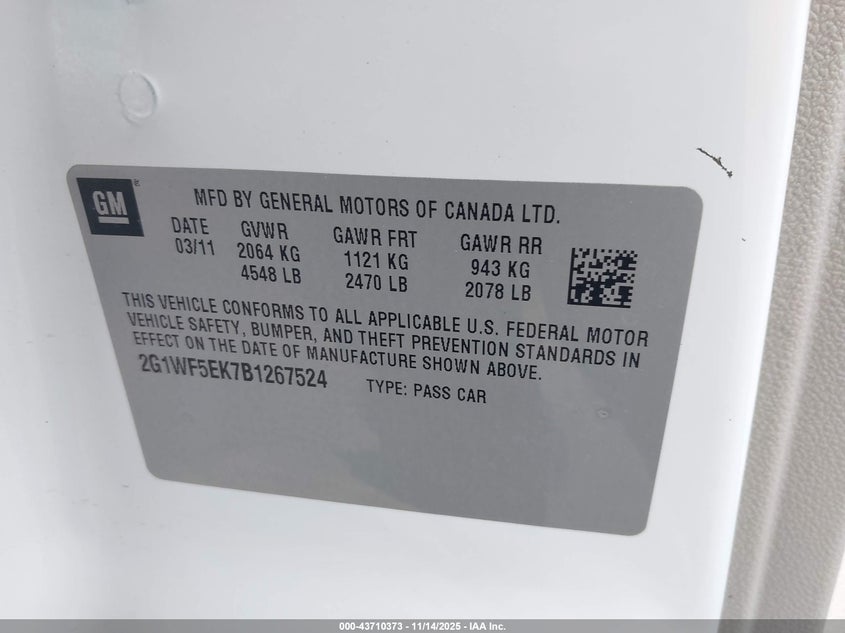 GM
MFD BY GENERAL MOTORS OF CANADA LTD.
DATE GVWR GAWR FRT GAWR RR
03/11 2064 KG 1121 KG 943 KG
4548 LB 2470 LB 2078 LB
THIS VEHICLE CONFORMS TO ALL APPLICABLE U.S. FEDERAL MOTOR
VEHICLE SAFETY, BUMPER, AND THEFT PREVENTION STANDARDS IN
EFFECT ON THE DATE OF MANUFACTURE SHOWN ABOVE.
2G1WF5EK7B1267524 TYPE: PASS CAR
000-43710373 - 11/14/2025 - IAA Inc.